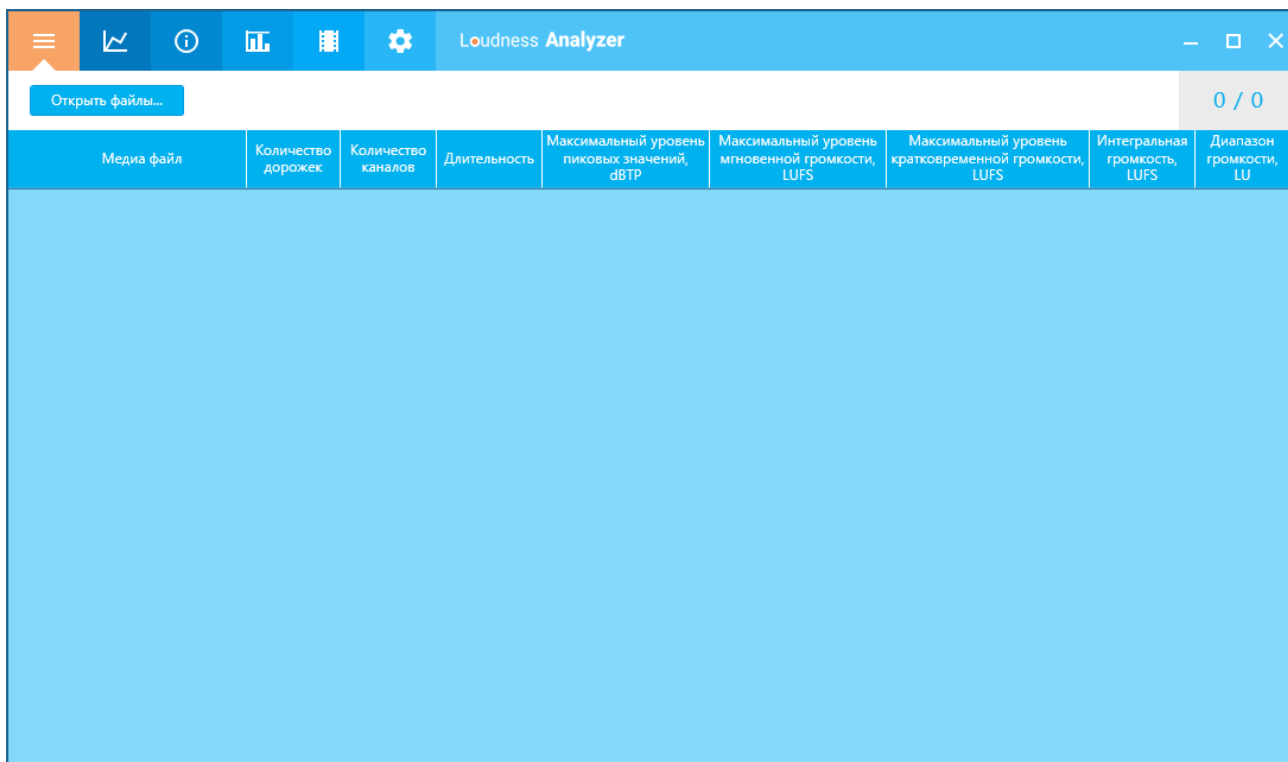 Loudness Analyzer
Открыть файлы...
0 / 0
Медиа файл
Количество
дорожек
Количество
каналов
Длительность
Максимальный уровень
пиковых значений,
dBTP
Максимальный уровень
мгновенной громкости,
LUFS
Максимальный уровень
кратковременной громкости,
LUFS
Интегральная
громкость,
LUFS
Диапазон
громкости,
LU